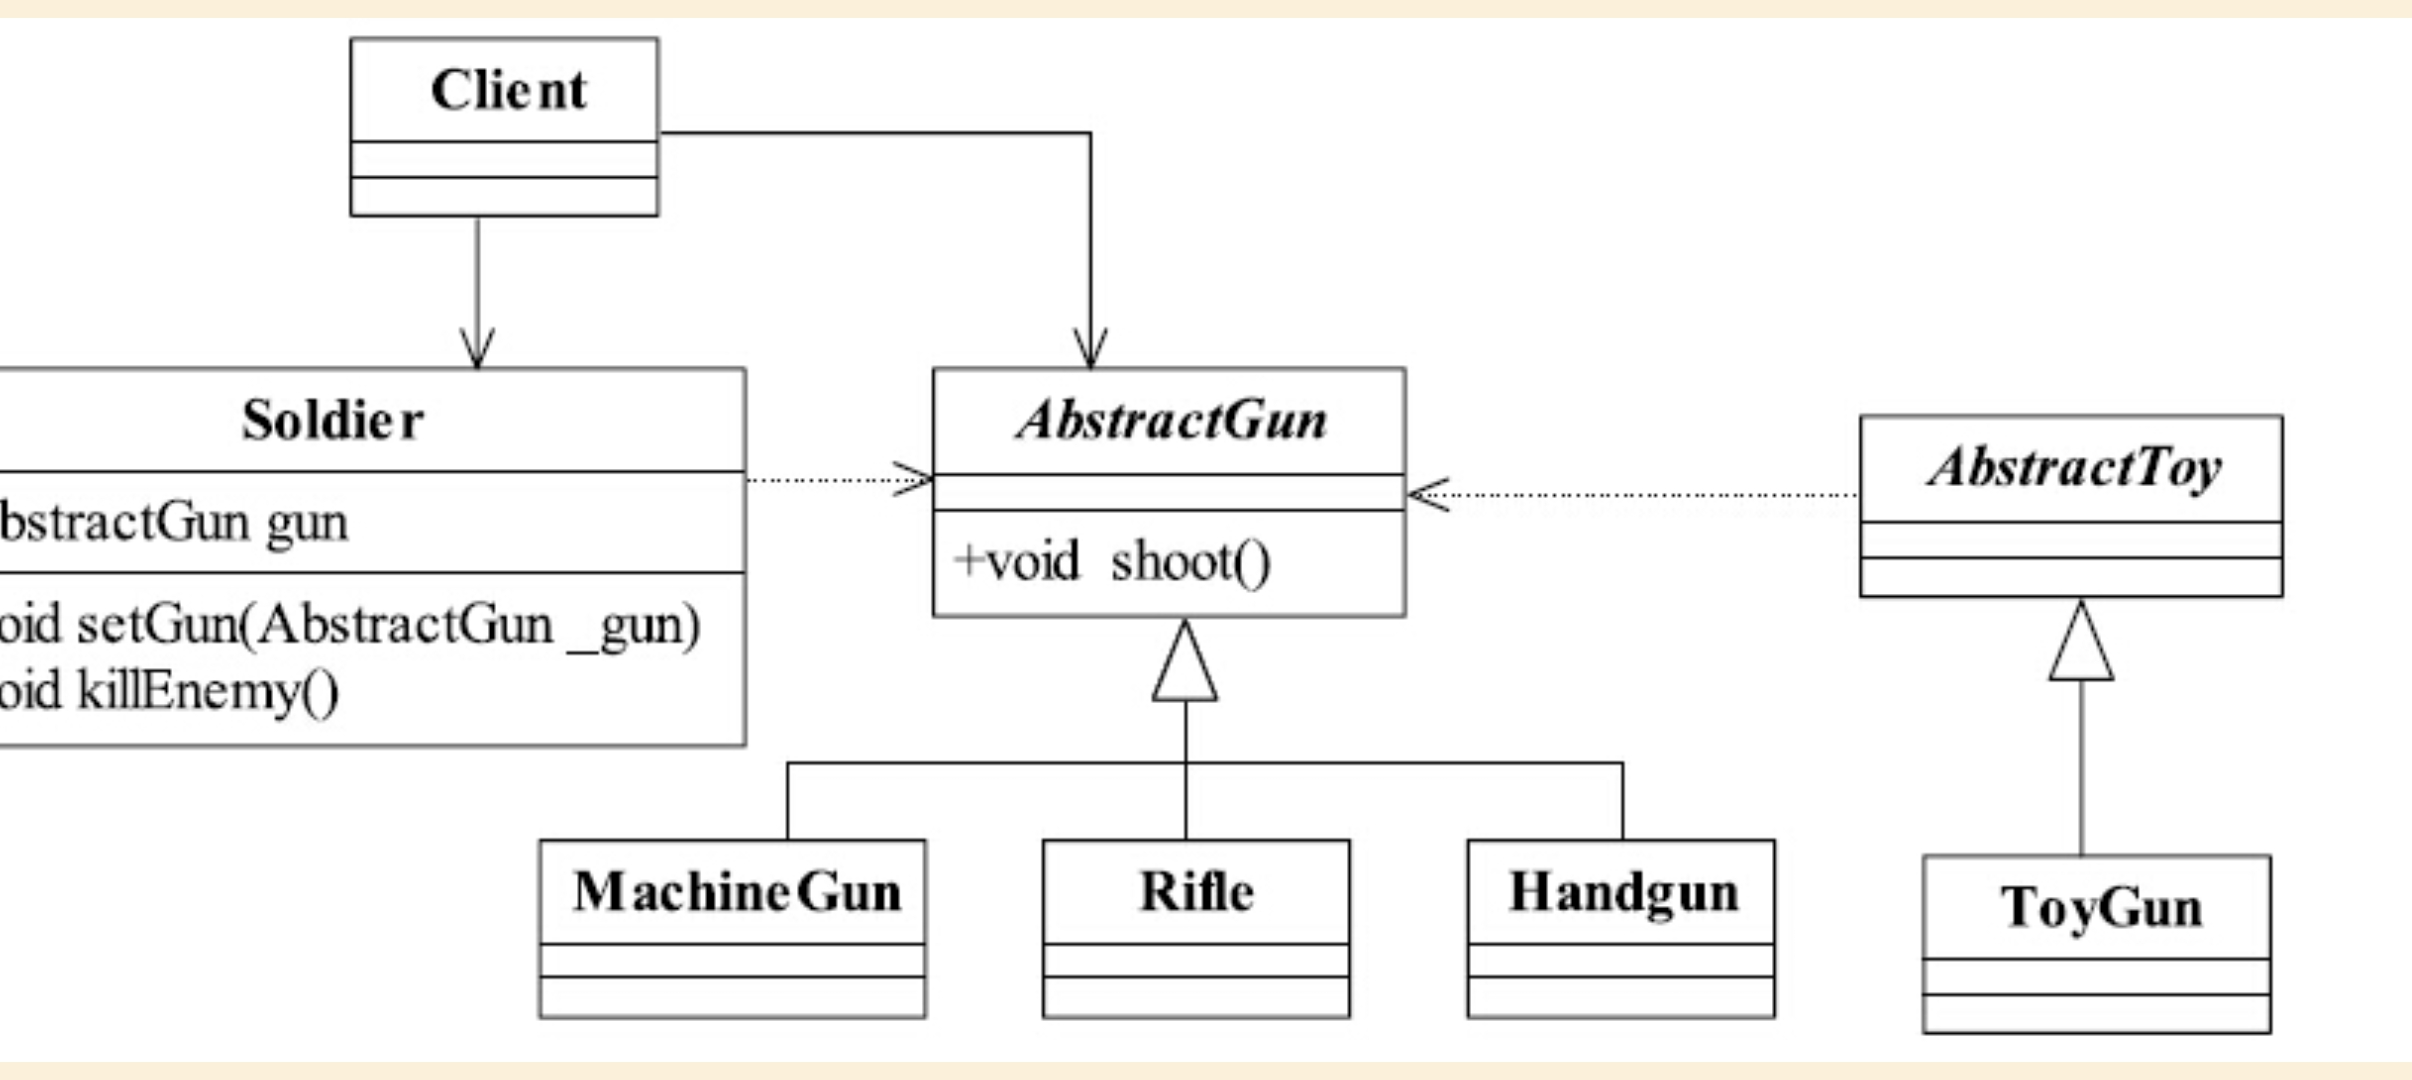 Client
Soldier
bstractGun gun
oid setGun(AbstractGun _gun)
oid killEnemy()
AbstractGun
+void shoot()
AbstractToy
MachineGun
Rifle
Handgun
ToyGun